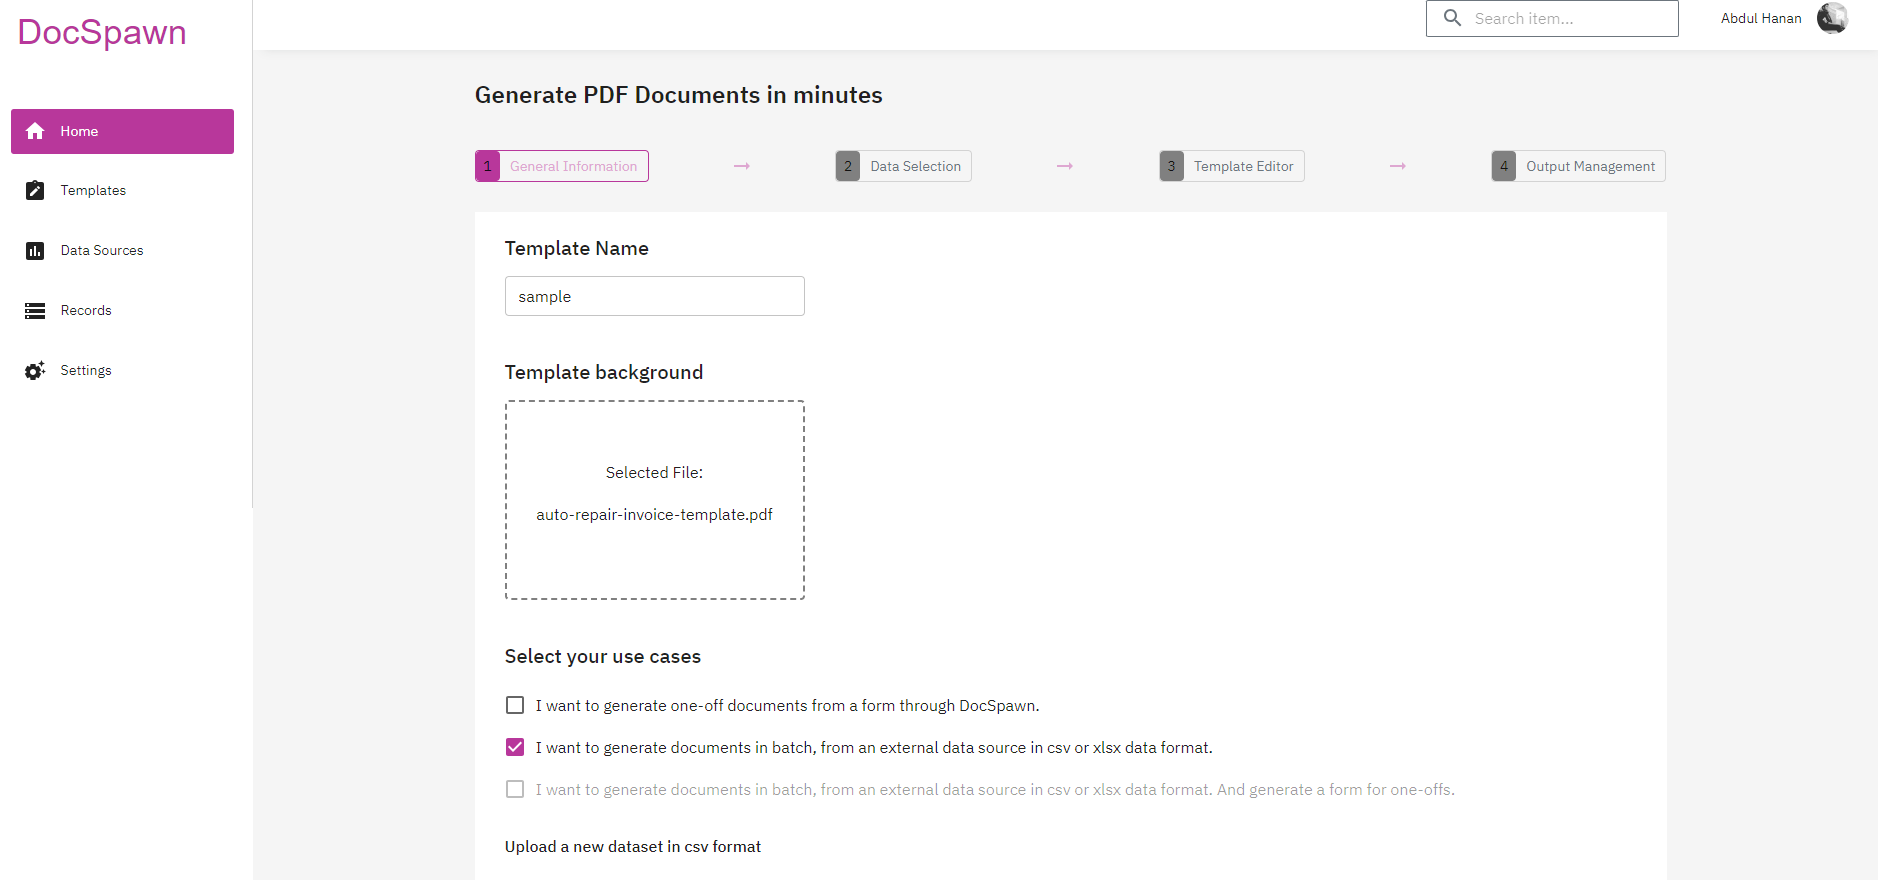 DocSpawn
Search item...
Abdul Hanan
Home
Templates
Data Sources
Records
Settings
Generate PDF Documents in minutes
1 General Information → 2 Data Selection → 3 Template Editor → 4 Output Management
Template Name
sample
Template background
Selected File:
auto-repair-invoice-template.pdf
Select your use cases
I want to generate one-off documents from a form through DocSpawn.
I want to generate documents in batch, from an external data source in csv or xlsx data format.
I want to generate documents in batch, from an external data source in csv or xlsx data format. And generate a form for one-offs.
Upload a new dataset in csv format